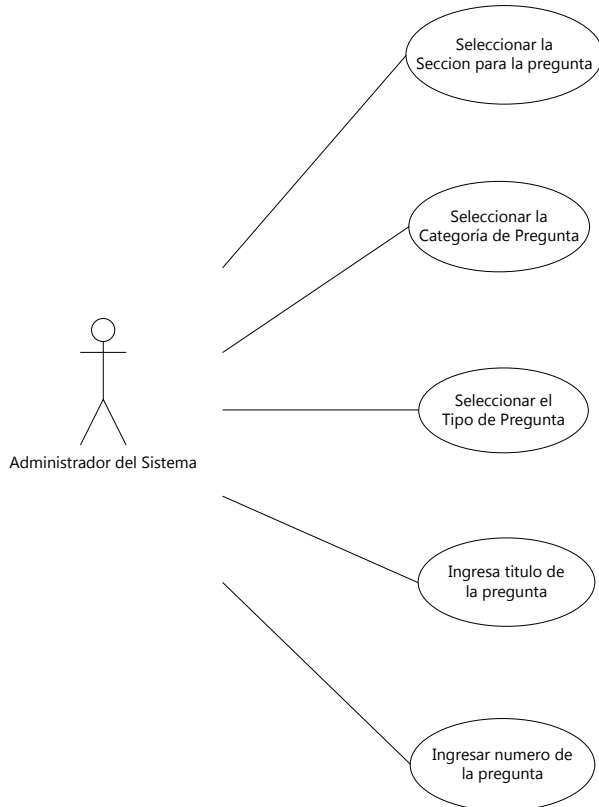 Seleccionar la
Seccion para la pregunta
Seleccionar la
Categoría de Pregunta
Seleccionar el
Tipo de Pregunta
Administrador del Sistema
Ingresa titulo de
la pregunta
Ingresar numero de
la pregunta